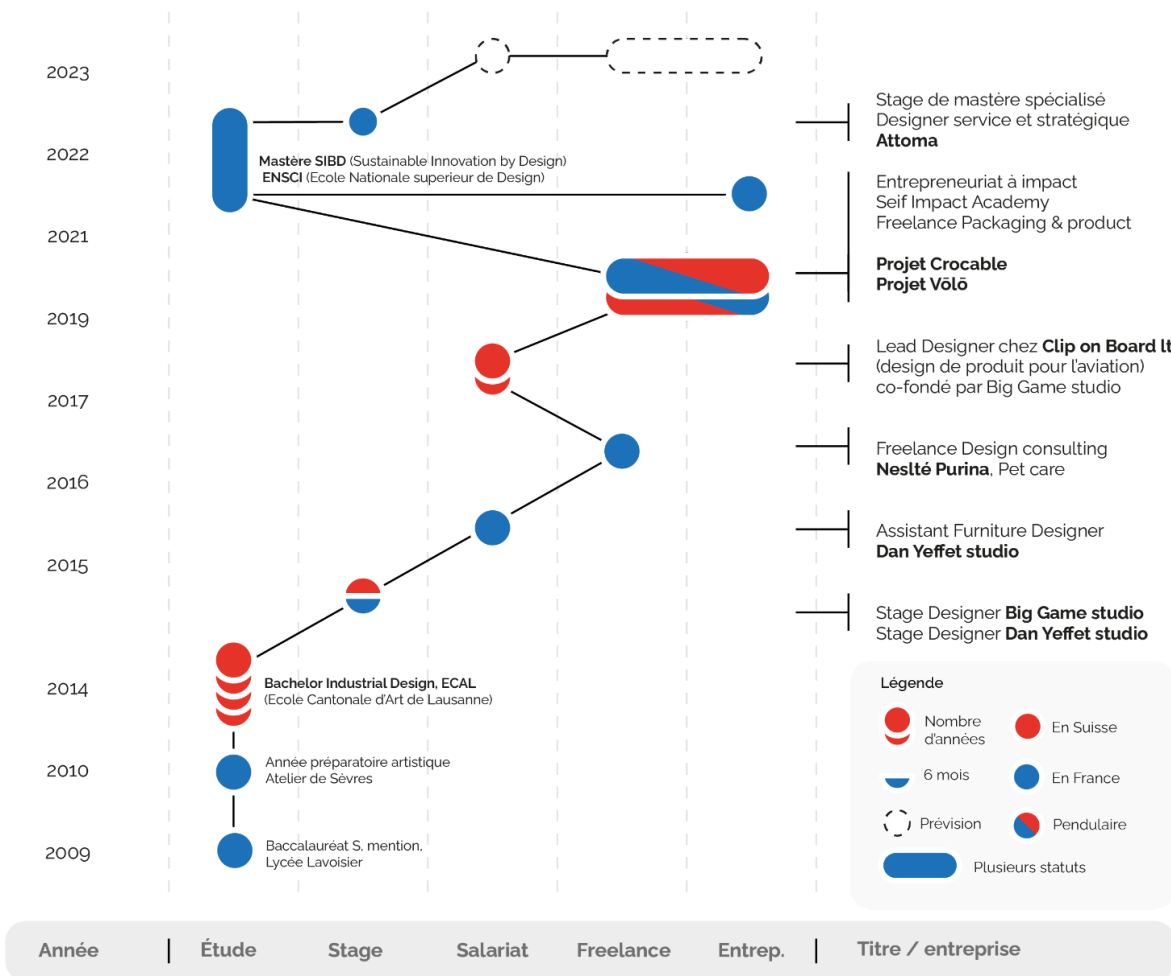 2023
Stage de mastère spécialisé
Designer service et stratégique
Attoma
2022
Mastère SIBD (Sustainable Innovation by Design)
ENSCI (Ecole Nationale superieur de Design)
Entrepreneuriat à impact
Seif Impact Academy
Freelance Packaging & product
2021
Projet Crocable
Projet Vōlō
2019
Lead Designer chez Clip on Board lt
(design de produit pour l'aviation)
co-fondé par Big Game studio
2017
Freelance Design consulting
Neslté Purina, Pet care
2016
Assistant Furniture Designer
Dan Yeffet studio
2015
Stage Designer Big Game studio
Stage Designer Dan Yeffet studio
2014
Bachelor Industrial Design, ECAL
(Ecole Cantonale d'Art de Lausanne)
2010
Année préparatoire artistique
Atelier de Sèvres
2009
Baccalauréat S. mention,
Lycée Lavoisier
Légende
Nombre
d'années
En Suisse
6 mois
En France
Prévision
Pendulaire
Plusieurs statuts
Année | Étude Stage Salariat Freelance Entrep. | Titre / entreprise